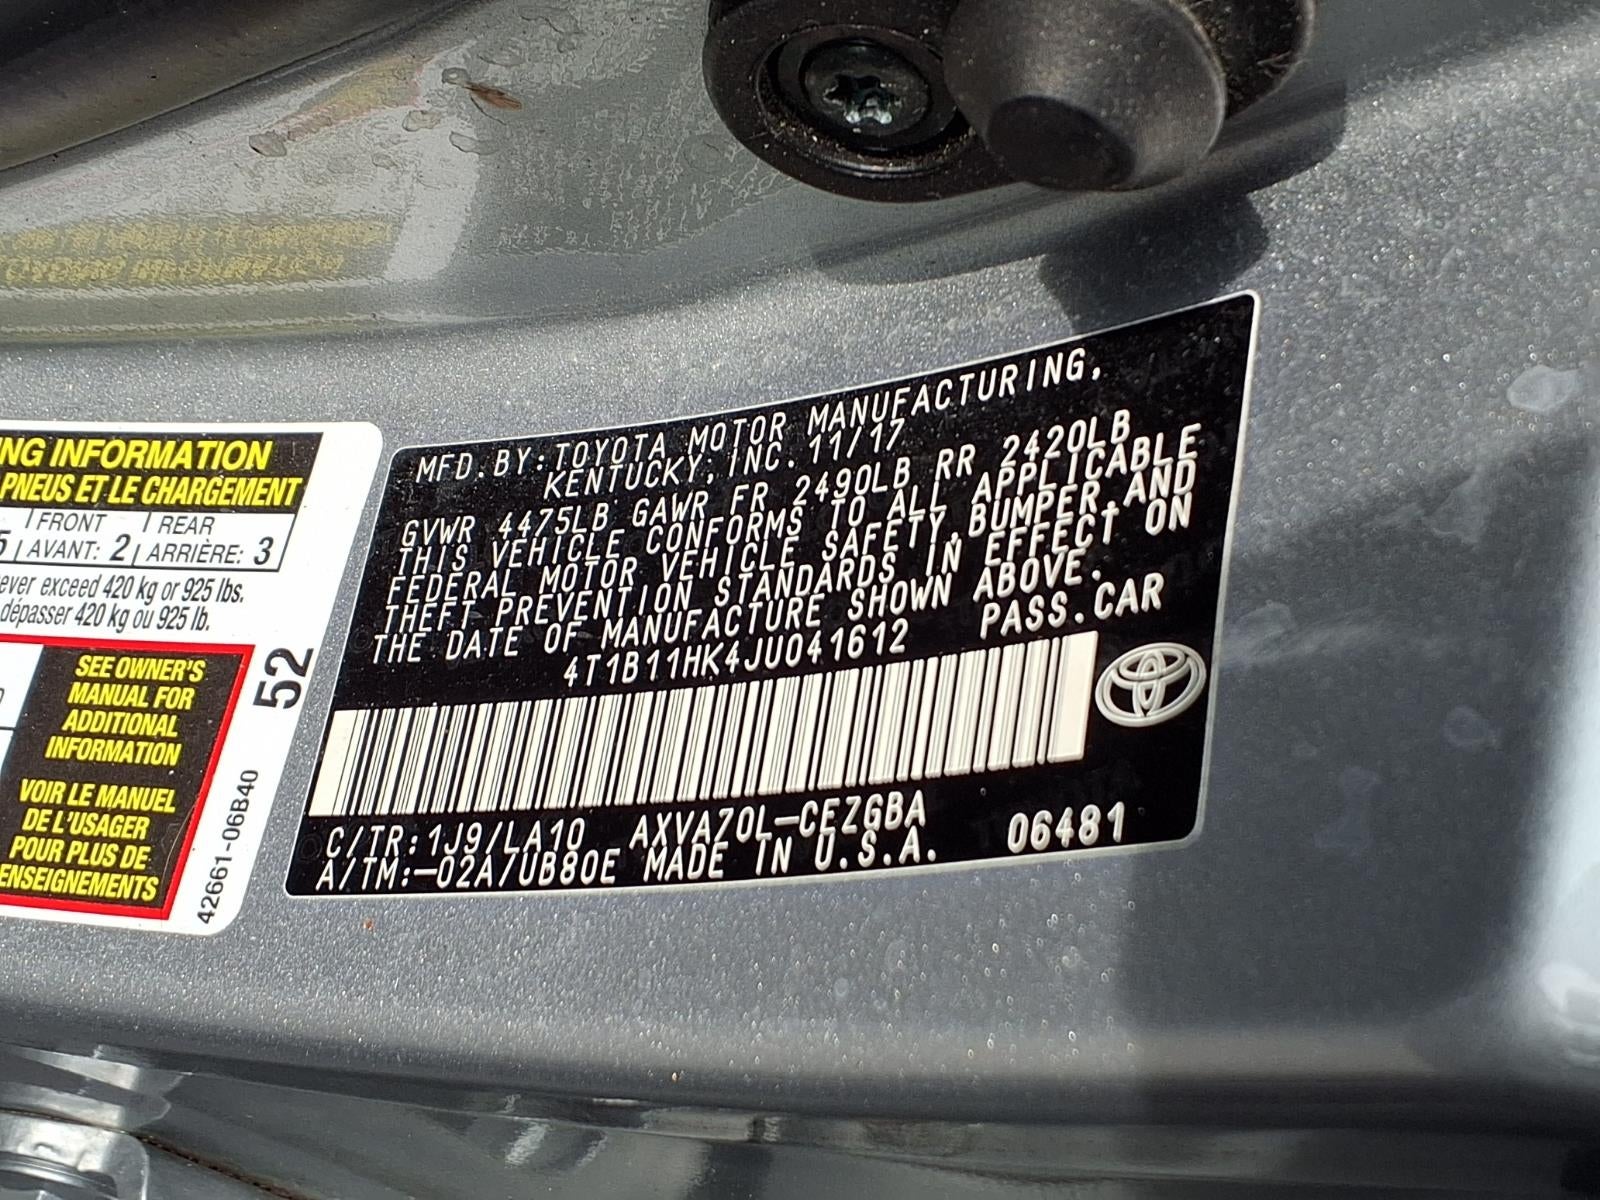 ING INFORMATION
PNEUS ET LE CHARGEMENT
5 | FRONT | REAR
AVANT: 2 | ARRIÈRE: 3
ever exceed 420 kg or 925 lbs.
dépasser 420 kg ou 925 lb.
SEE OWNER'S
MANUAL FOR
ADDITIONAL
INFORMATION
VOIR LE MANUEL
DE L'USAGER
POUR PLUS DE
ENSEIGNEMENTS
52
42661-06B40
MFD.BY:TOYOTA MOTOR MANUFACTURING,
KENTUCKY, INC. 11/17
GVWR 4475LB GAWR FR 2490LB RR 2420LB
THIS VEHICLE CONFORMS TO ALL APPLICABLE
FEDERAL MOTOR VEHICLE SAFETY,BUMPER,AND
THEFT PREVENTION STANDARDS IN EFFECT ON
THE DATE OF MANUFACTURE SHOWN ABOVE.
4T1B11HK4JU041612 PASS.CAR
C/TR:1J9/LA10 AXVA70L-CEZGBA
A/TM:-02A/UB80E MADE IN U.S.A. 06481